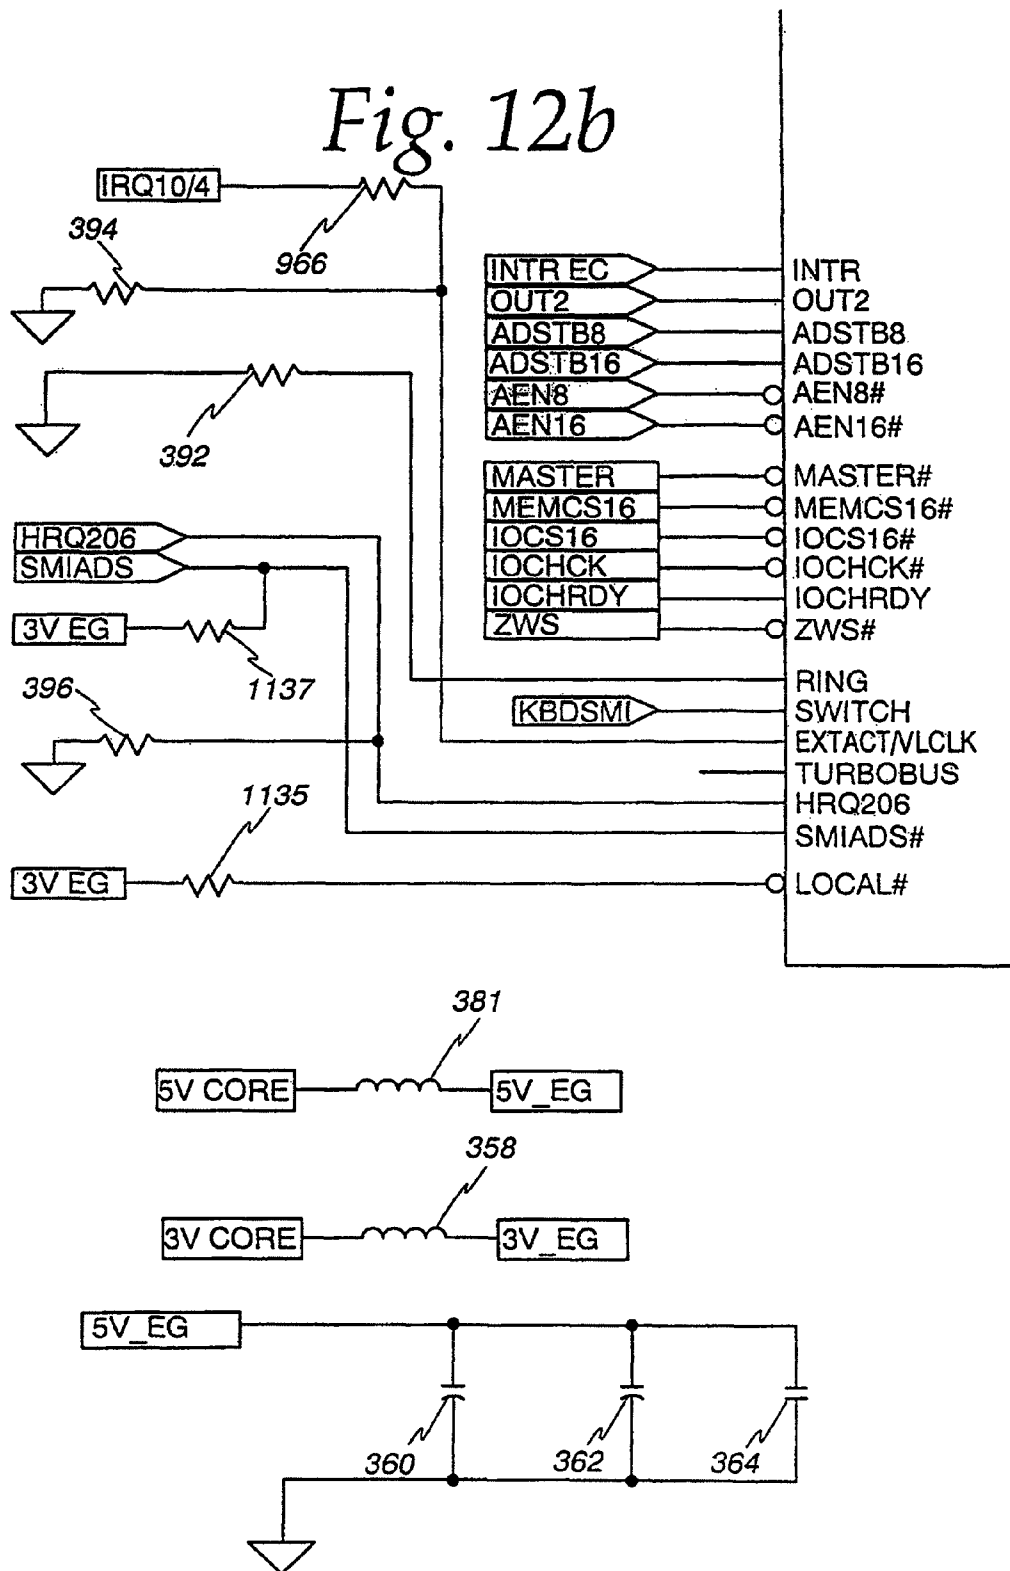 Fig. 12b
IRQ10/4
966
394
392
INTR EC
INTR
OUT2
OUT2
ADSTB8
ADSTB8
ADSTB16
ADSTB16
AEN8
AEN8#
AEN16
AEN16#
MASTER
MASTER#
MEMCS16
MEMCS16#
IOCS16
IOCS16#
IOCHCK
IOCHCK#
IOCHRDY
IOCHRDY
ZWS
ZWS#
HRQ206
SMIADS
3V EG
1137
396
RING
KBDSMI
SWITCH
EXTACT/VLCLK
TURBOBUS
HRQ206
SMIADS#
1135
3V EG
LOCAL#
381
5V CORE
5V_EG
358
3V CORE
3V_EG
5V_EG
360
362
364